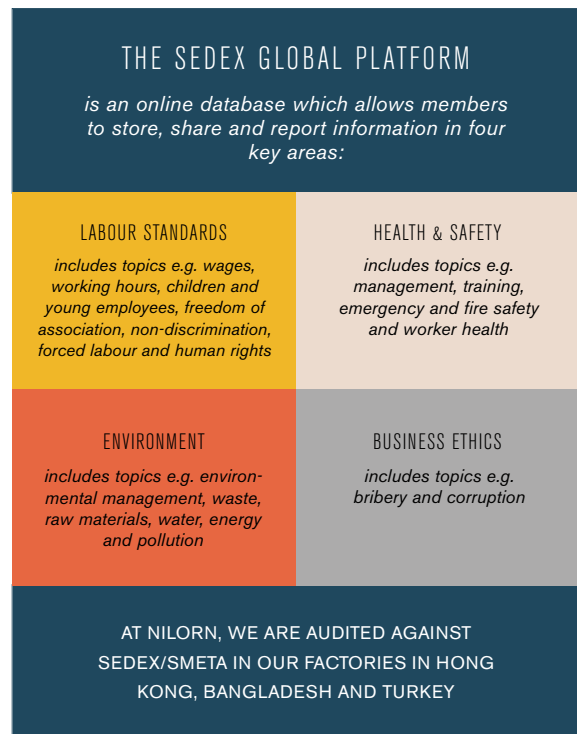 THE SEDEX GLOBAL PLATFORM
is an online database which allows members
to store, share and report information in four
key areas:
LABOUR STANDARDS
includes topics e.g. wages,
working hours, children and
young employees, freedom of
association, non-discrimination,
forced labour and human rights
HEALTH & SAFETY
includes topics e.g.
management, training,
emergency and fire safety
and worker health
ENVIRONMENT
includes topics e.g. environ-
mental management, waste,
raw materials, water, energy
and pollution
BUSINESS ETHICS
includes topics e.g.
bribery and corruption
AT NILORN, WE ARE AUDITED AGAINST
SEDEX/SMETA IN OUR FACTORIES IN HONG
KONG, BANGLADESH AND TURKEY